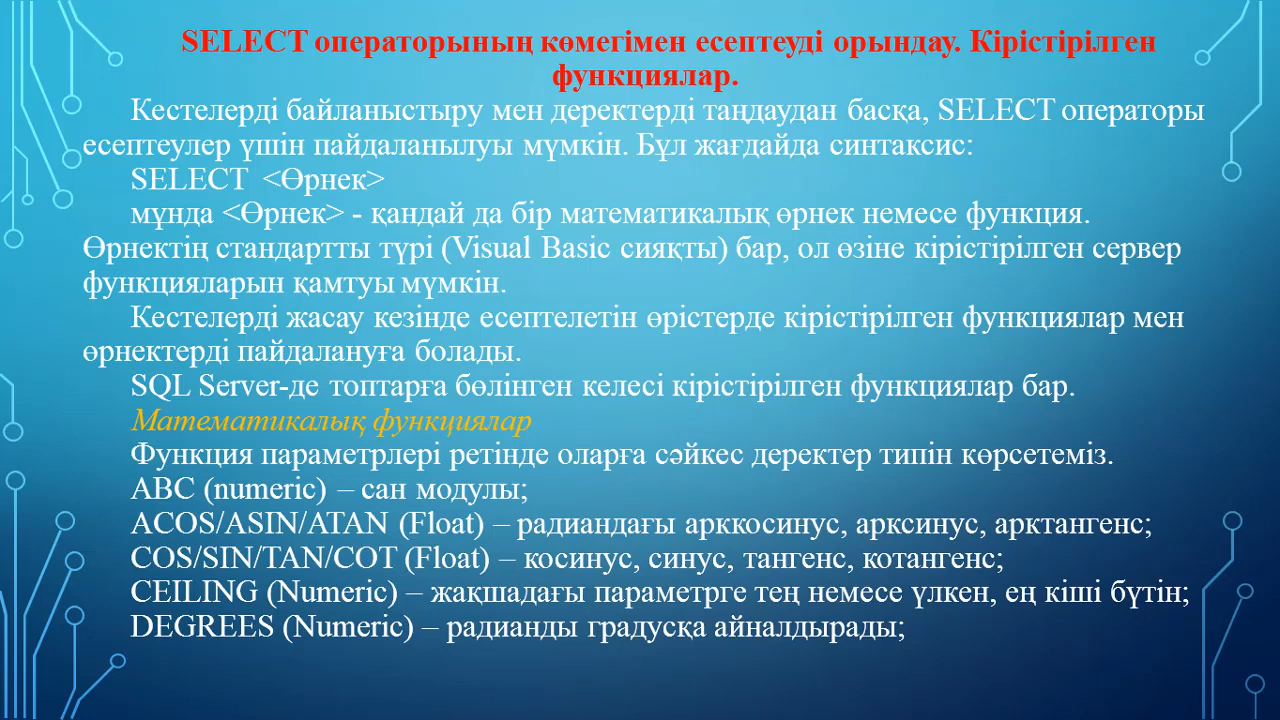 SELECT операторының көмегімен есептеуді орындау. Кірістірілген
функциялар.
Кестелерді байланыстыру мен деректерді таңдаудан басқа, SELECT операторы
есептеулер үшін пайдаланылуы мүмкін. Бұл жағдайда синтаксис:
SELECT <Өрнек>
мұнда <Өрнек> - қандай да бір математикалық өрнек немесе функция.
Өрнектің стандартты түрі (Visual Basic сияқты) бар, ол өзіне кірістірілген сервер
функцияларын қамтуы мүмкін.
Кестелерді жасау кезінде есептелетін өрістерде кірістірілген функциялар мен
өрнектерді пайдалануға болады.
SQL Server-де топтарға бөлінген келесі кірістірілген функциялар бар.
Математикалық функциялар
Функция параметрлері ретінде оларға сәйкес деректер типін көрсетеміз.
ABC (numeric) – сан модулы;
ACOS/ASIN/ATAN (Float) – радиандағы арккосинус, арксинус, арктангенс;
COS/SIN/TAN/COT (Float) – косинус, синус, тангенс, котангенс;
CEILING (Numeric) – жақшадағы параметрге тең немесе үлкен, ең кіші бүтін;
DEGREES (Numeric) – радианды градусқа айналдырады;